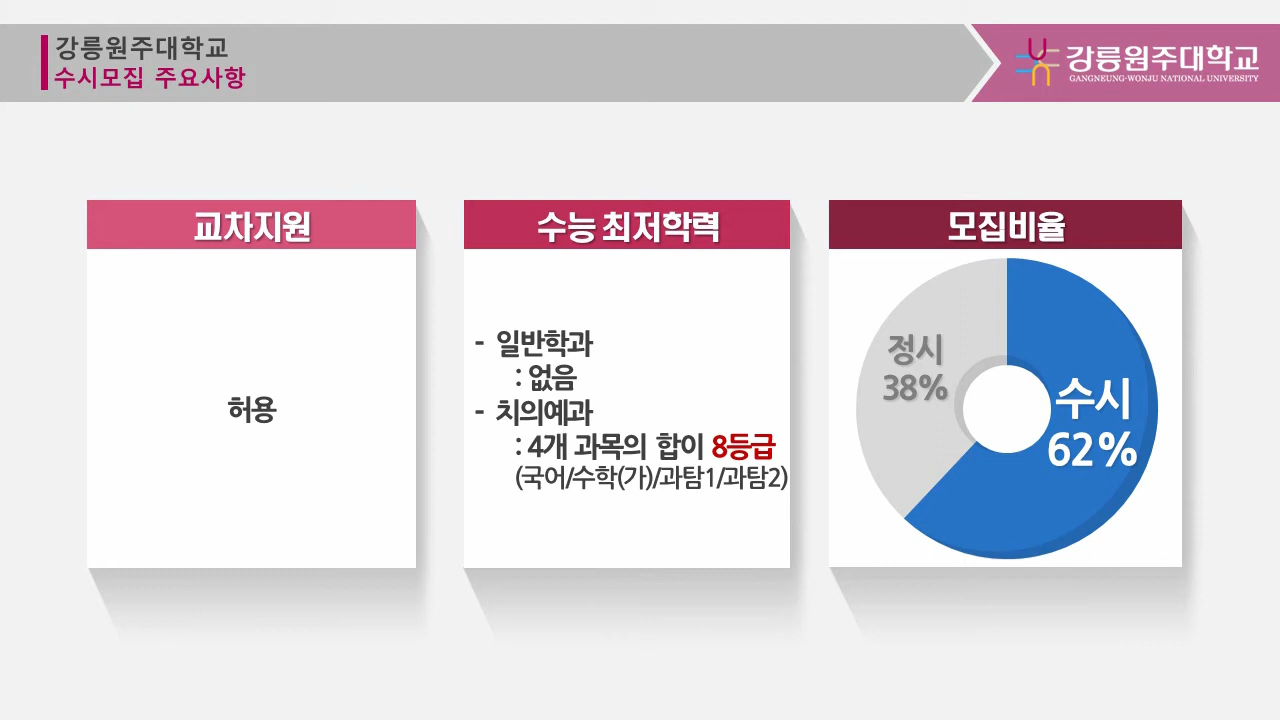 강릉원주대학교
수시모집 주요사항
강릉원주대학교
GANGNEUNG-WONJU NATIONAL UNIVERSITY
교차지원
허용
수능 최저학력
- 일반학과
: 없음
- 치의예과
: 4개 과목의 합이 8등급
(국어/수학(가)/과탐1/과탐2)
모집비율
정시
38%
수시
62%